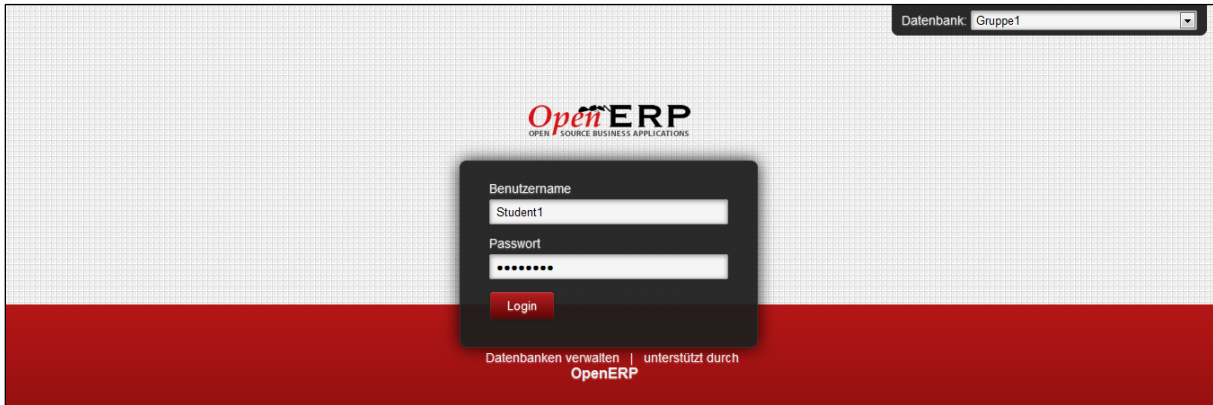 Datenbank: Gruppe1
OpenERP
OPEN SOURCE BUSINESS APPLICATIONS
Benutzername
Student1
Passwort
••••••••
Login
Datenbanken verwalten | unterstützt durch
OpenERP